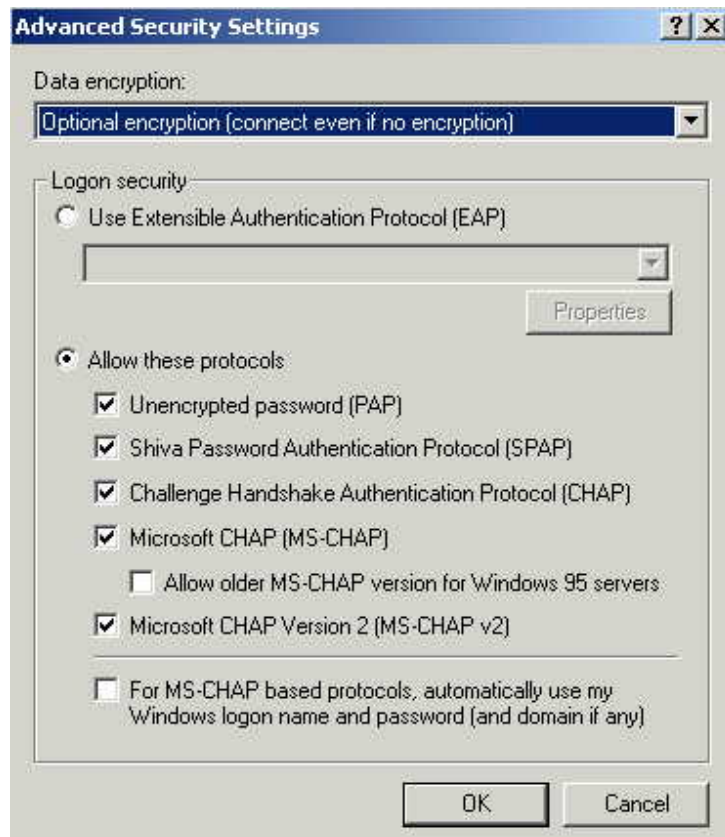 Advanced Security Settings
Data encryption:
Optional encryption (connect even if no encryption)
Logon security
Use Extensible Authentication Protocol (EAP)
Properties
Allow these protocols
Unencrypted password (PAP)
Shiva Password Authentication Protocol (SPAP)
Challenge Handshake Authentication Protocol (CHAP)
Microsoft CHAP (MS-CHAP)
Allow older MS-CHAP version for Windows 95 servers
Microsoft CHAP Version 2 (MS-CHAP v2)
For MS-CHAP based protocols, automatically use my
Windows logon name and password (and domain if any)
OK Cancel